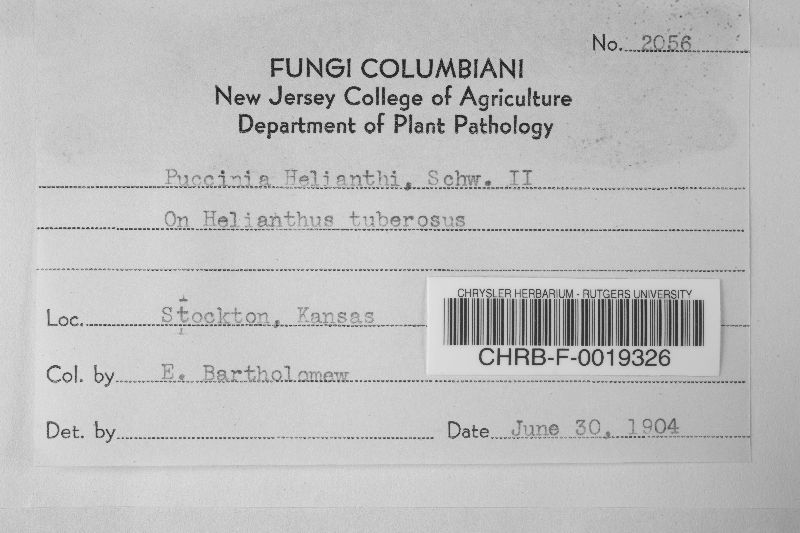 No. 2056
FUNGI COLUMBIANI
New Jersey College of Agriculture
Department of Plant Pathology
Puccinia Helianthi, Schw. II
On Helianthus tuberosus
Loc. Stockton, Kansas
CHRYSLER HERBARIUM - RUTGERS UNIVERSITY
CHRB-F-0019326
Col. by E. Bartholomew
Det. by
Date June 30, 1904